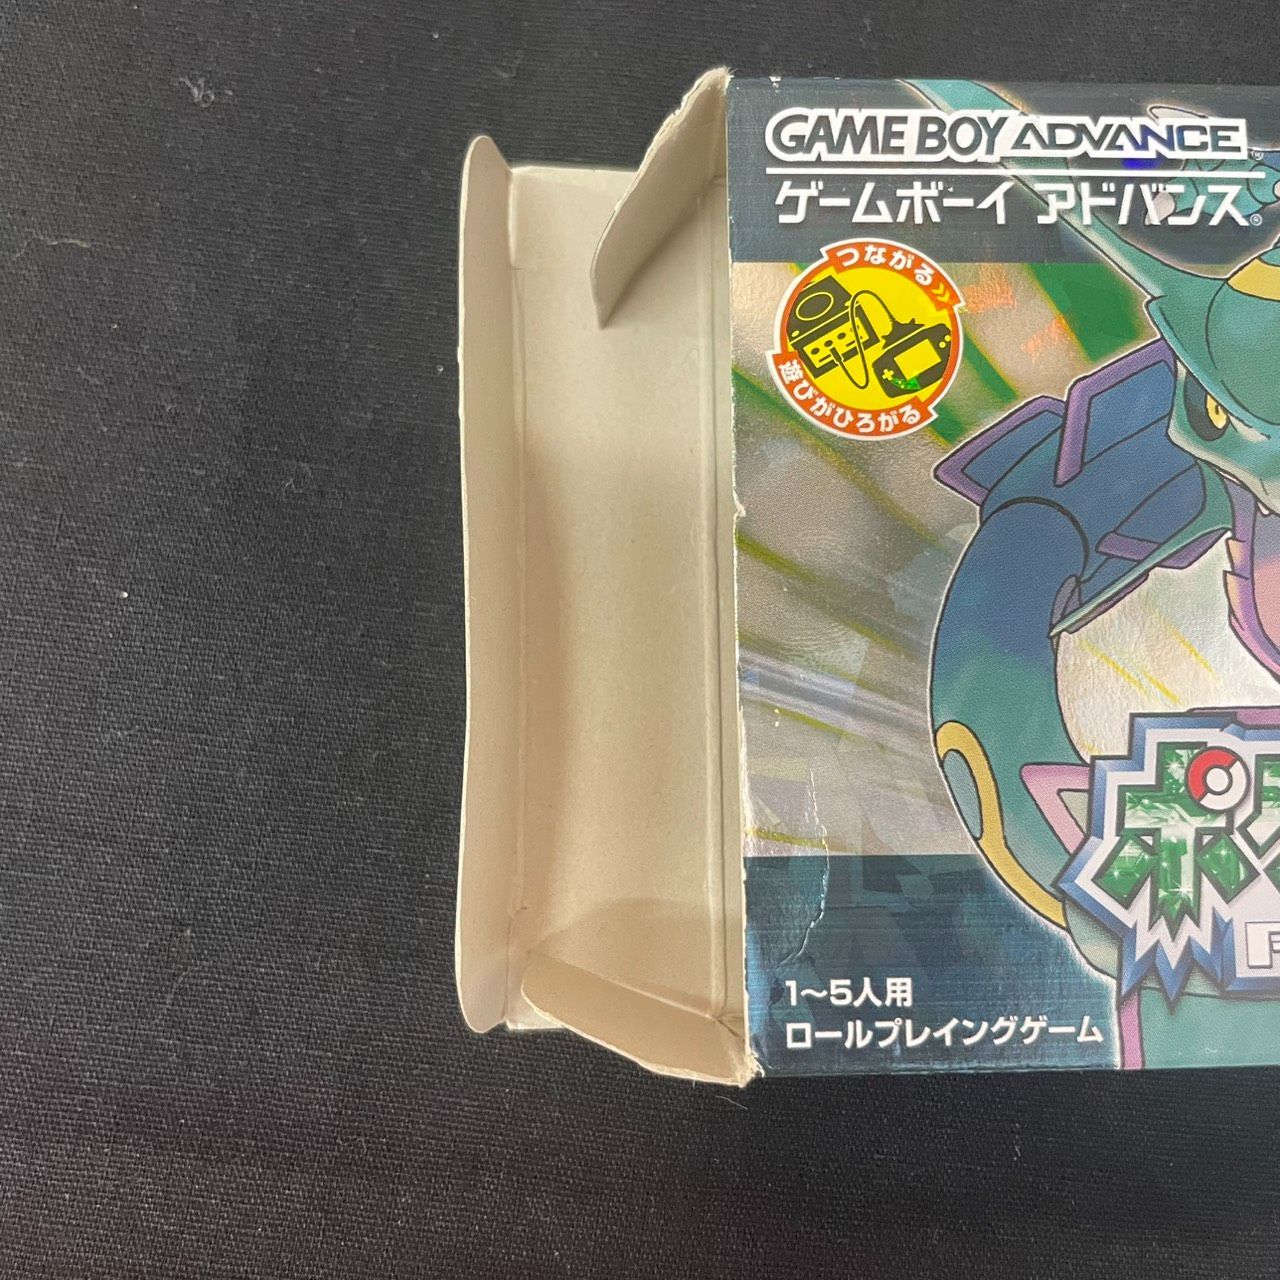 GAME BOY ADVANCE
ゲームボーイ アドバンス
つながる
遊びがひろがる
1〜5人用
ロールプレイングゲーム